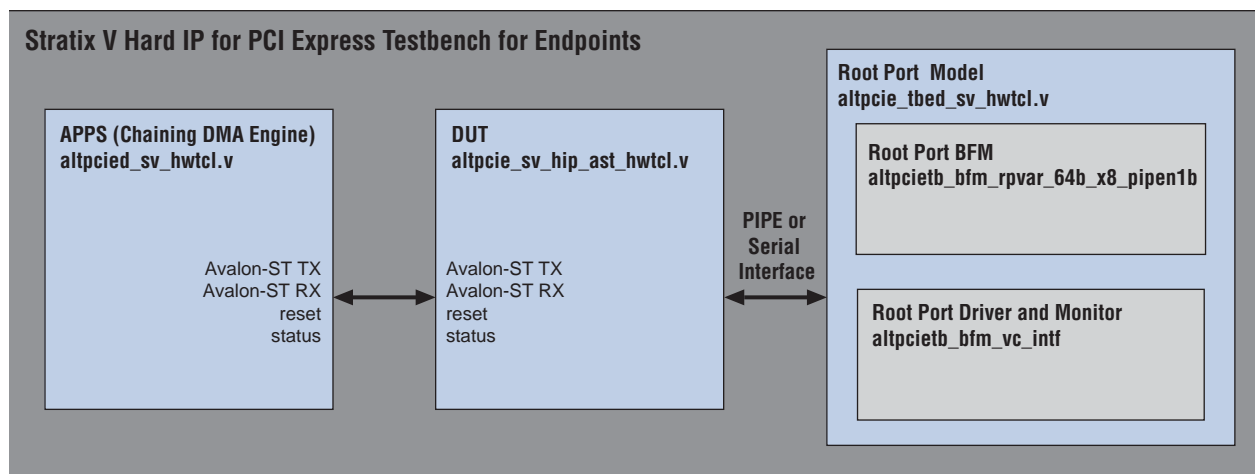 Stratix V Hard IP for PCI Express Testbench for Endpoints
APPS (Chaining DMA Engine)
altpcied_sv_hwtcl.v
Avalon-ST TX
Avalon-ST RX
reset
status
DUT
altpcie_sv_hip_ast_hwtcl.v
Avalon-ST TX
Avalon-ST RX
reset
status
PIPE or
Serial
Interface
Root Port Model
altpcie_tbed_sv_hwtcl.v
Root Port BFM
altpcietb_bfm_rpvar_64b_x8_pipen1b
Root Port Driver and Monitor
altpcietb_bfm_vc_intf